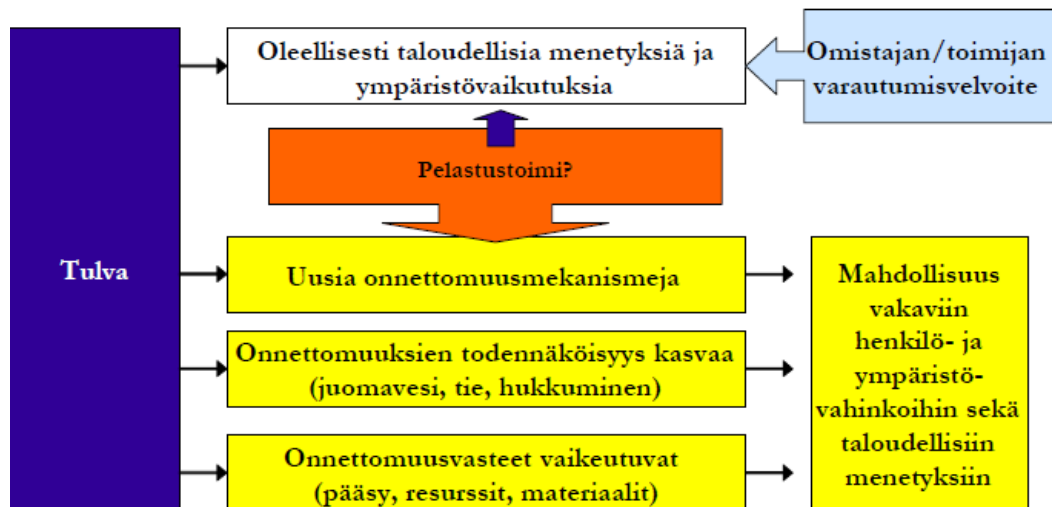 Oleellisesti taloudellisia menetyksiä ja
ympäristövaikutuksia
Omistajan/toimijan
varautumisvelvoite
Pelastustoimi?
Tulva
Uusia onnettomuusmekanismeja
Onnettomuuksien todennäköisyys kasvaa
(juomavesi, tie, hukkuminen)
Onnettomuusvasteet vaikeutuvat
(pääsy, resurssit, materiaalit)
Mahdollisuus
vakaviin
henkilö- ja
ympäristö-
vahinkoihin sekä
taloudellisiin
menetyksiin